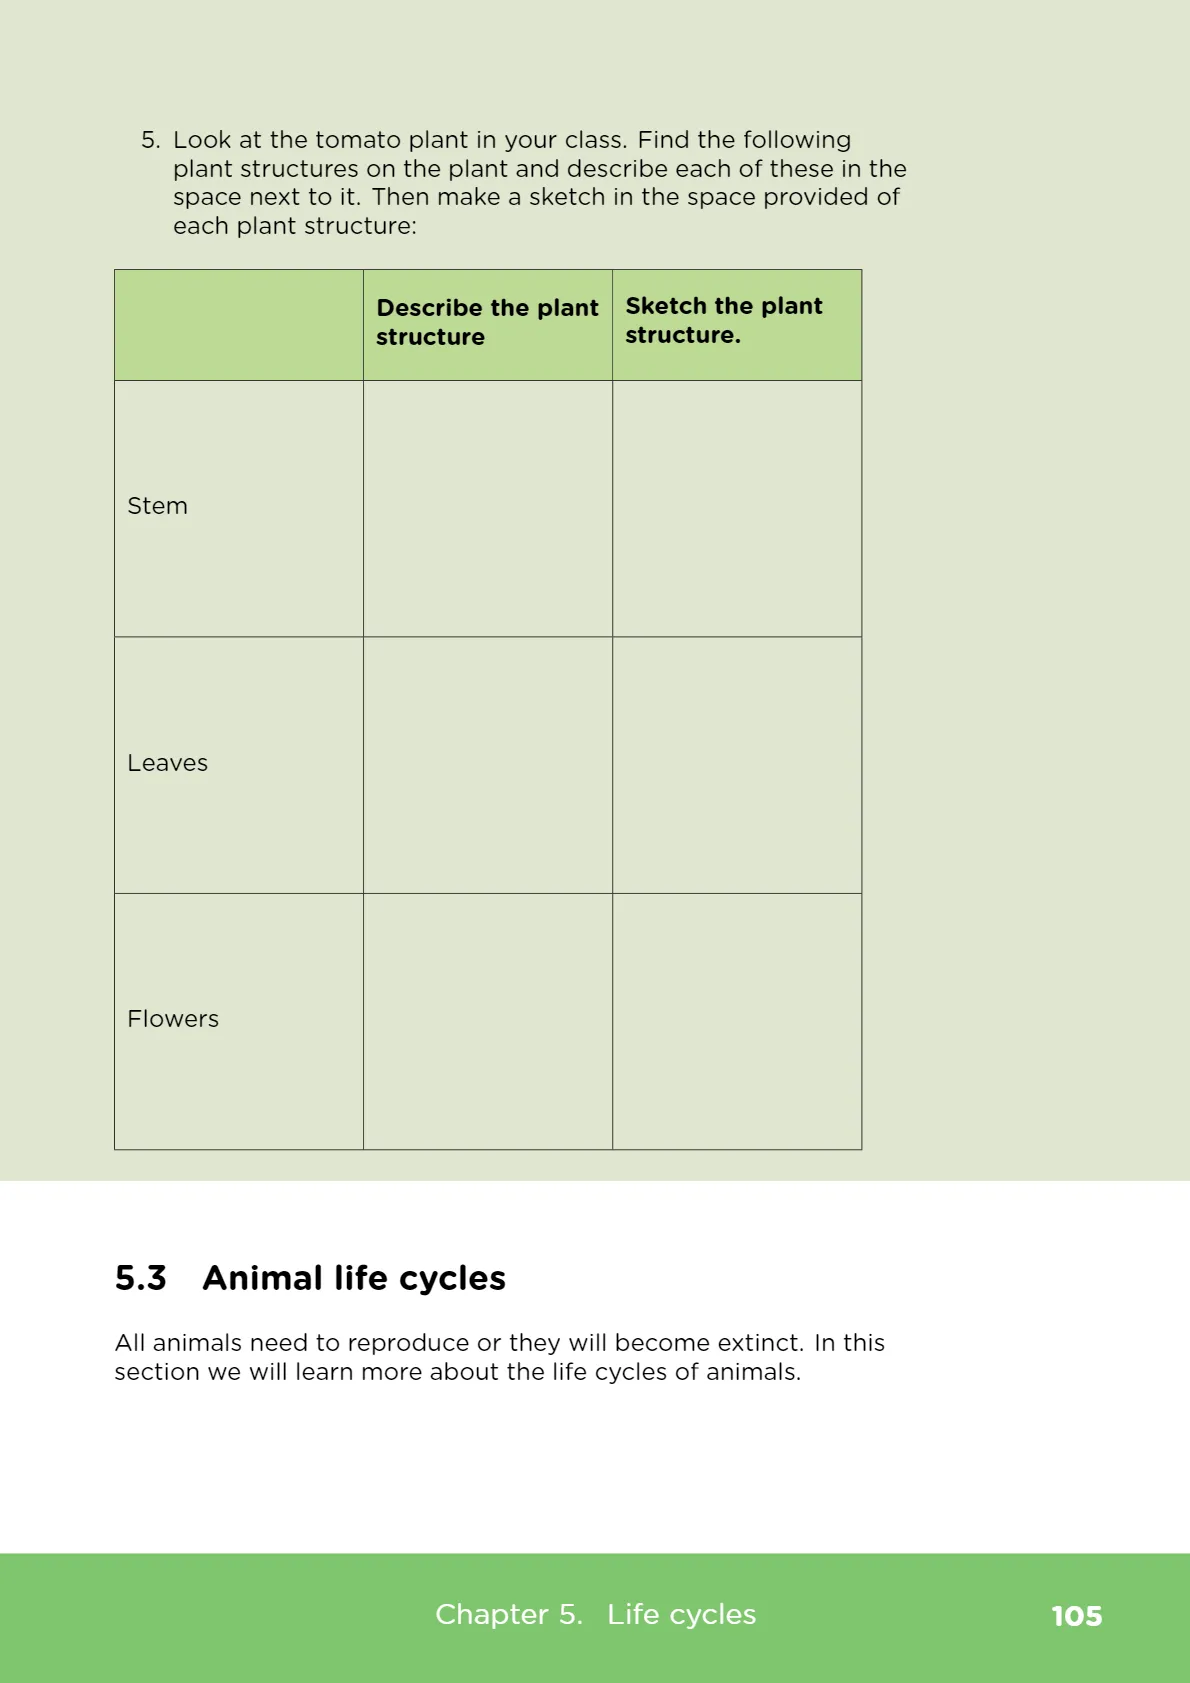 5. Look at the tomato plant in your class. Find the following
plant structures on the plant and describe each of these in the
space next to it. Then make a sketch in the space provided of
each plant structure:
Describe the plant
structure
Sketch the plant
structure.
Stem
Leaves
Flowers
5.3 Animal life cycles
All animals need to reproduce or they will become extinct. In this
section we will learn more about the life cycles of animals.
Chapter 5. Life cycles 105